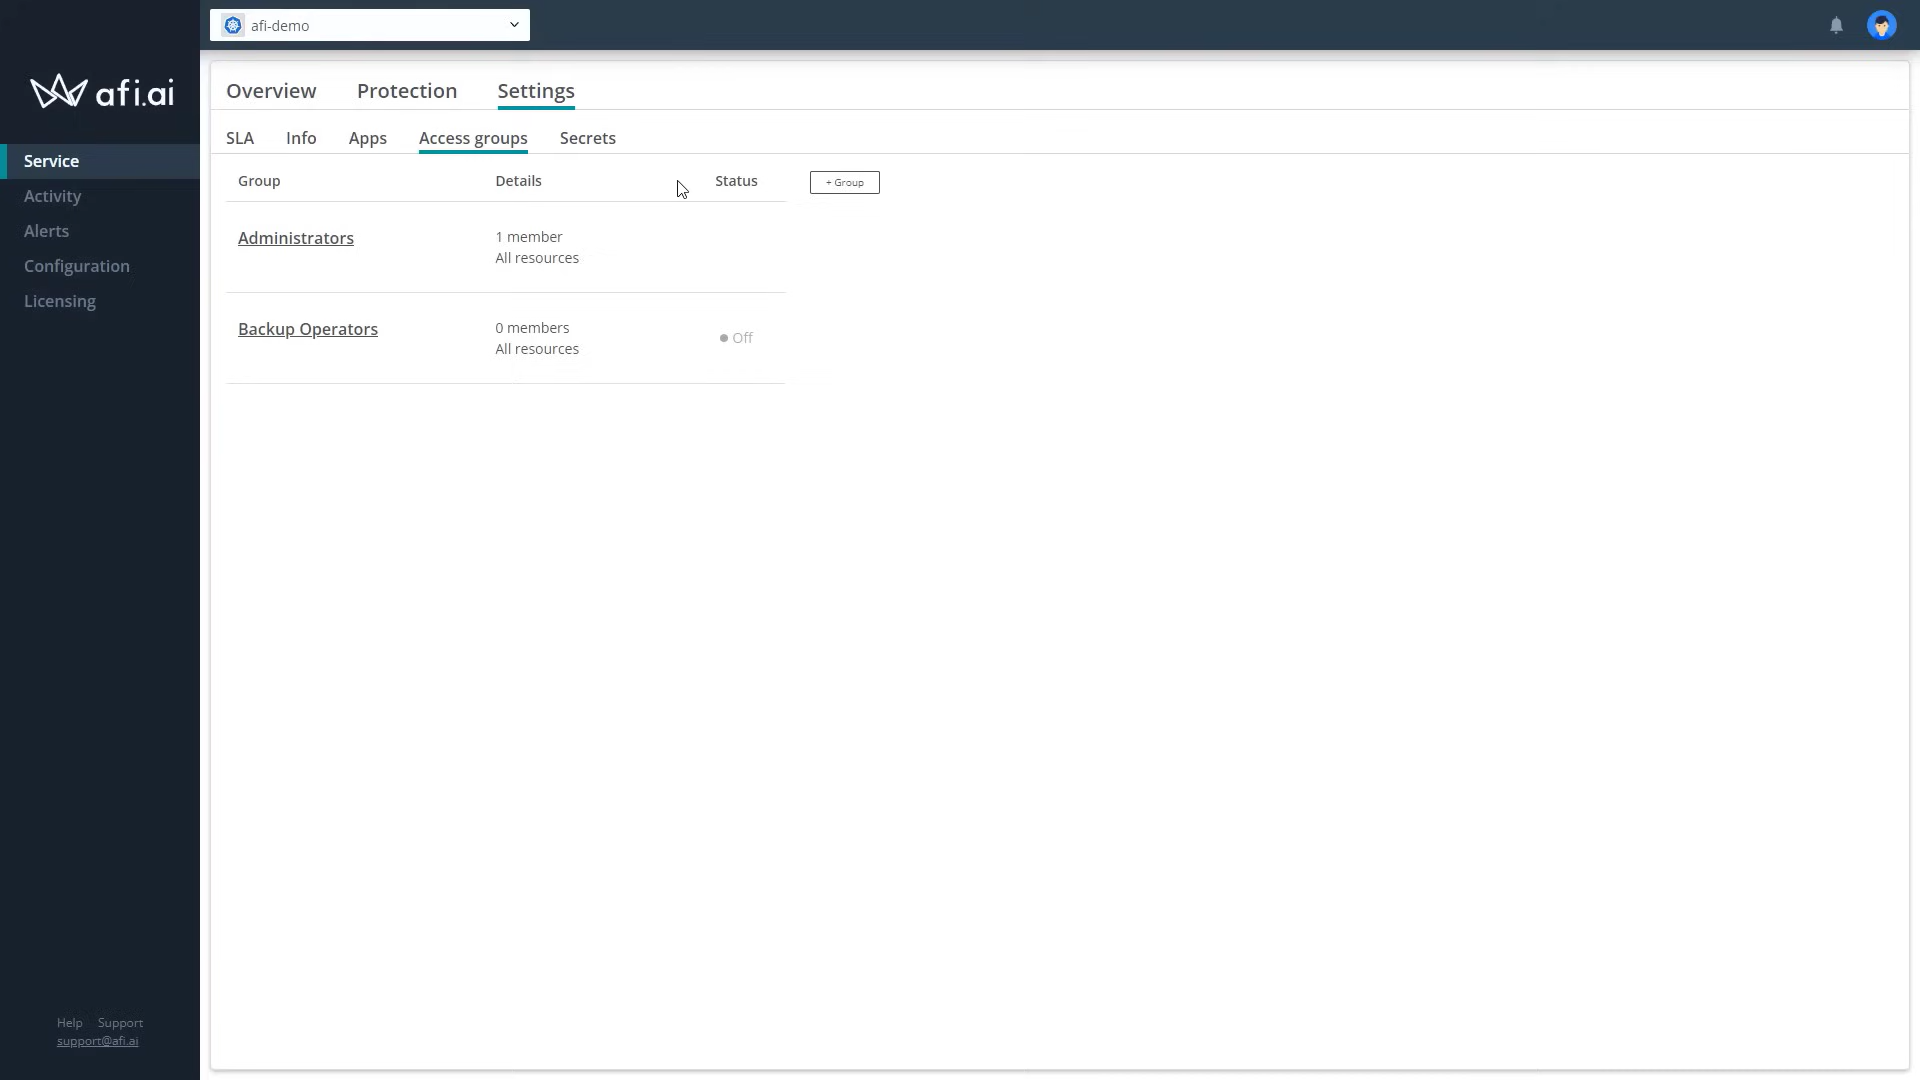 afi-demo
afi.ai
Overview Protection Settings
SLA Info Apps Access groups Secrets
Service
Activity
Alerts
Configuration
Licensing
Group Details Status + Group
Administrators
1 member
All resources
Backup Operators
0 members
All resources
Off
Help Support
support@afi.ai